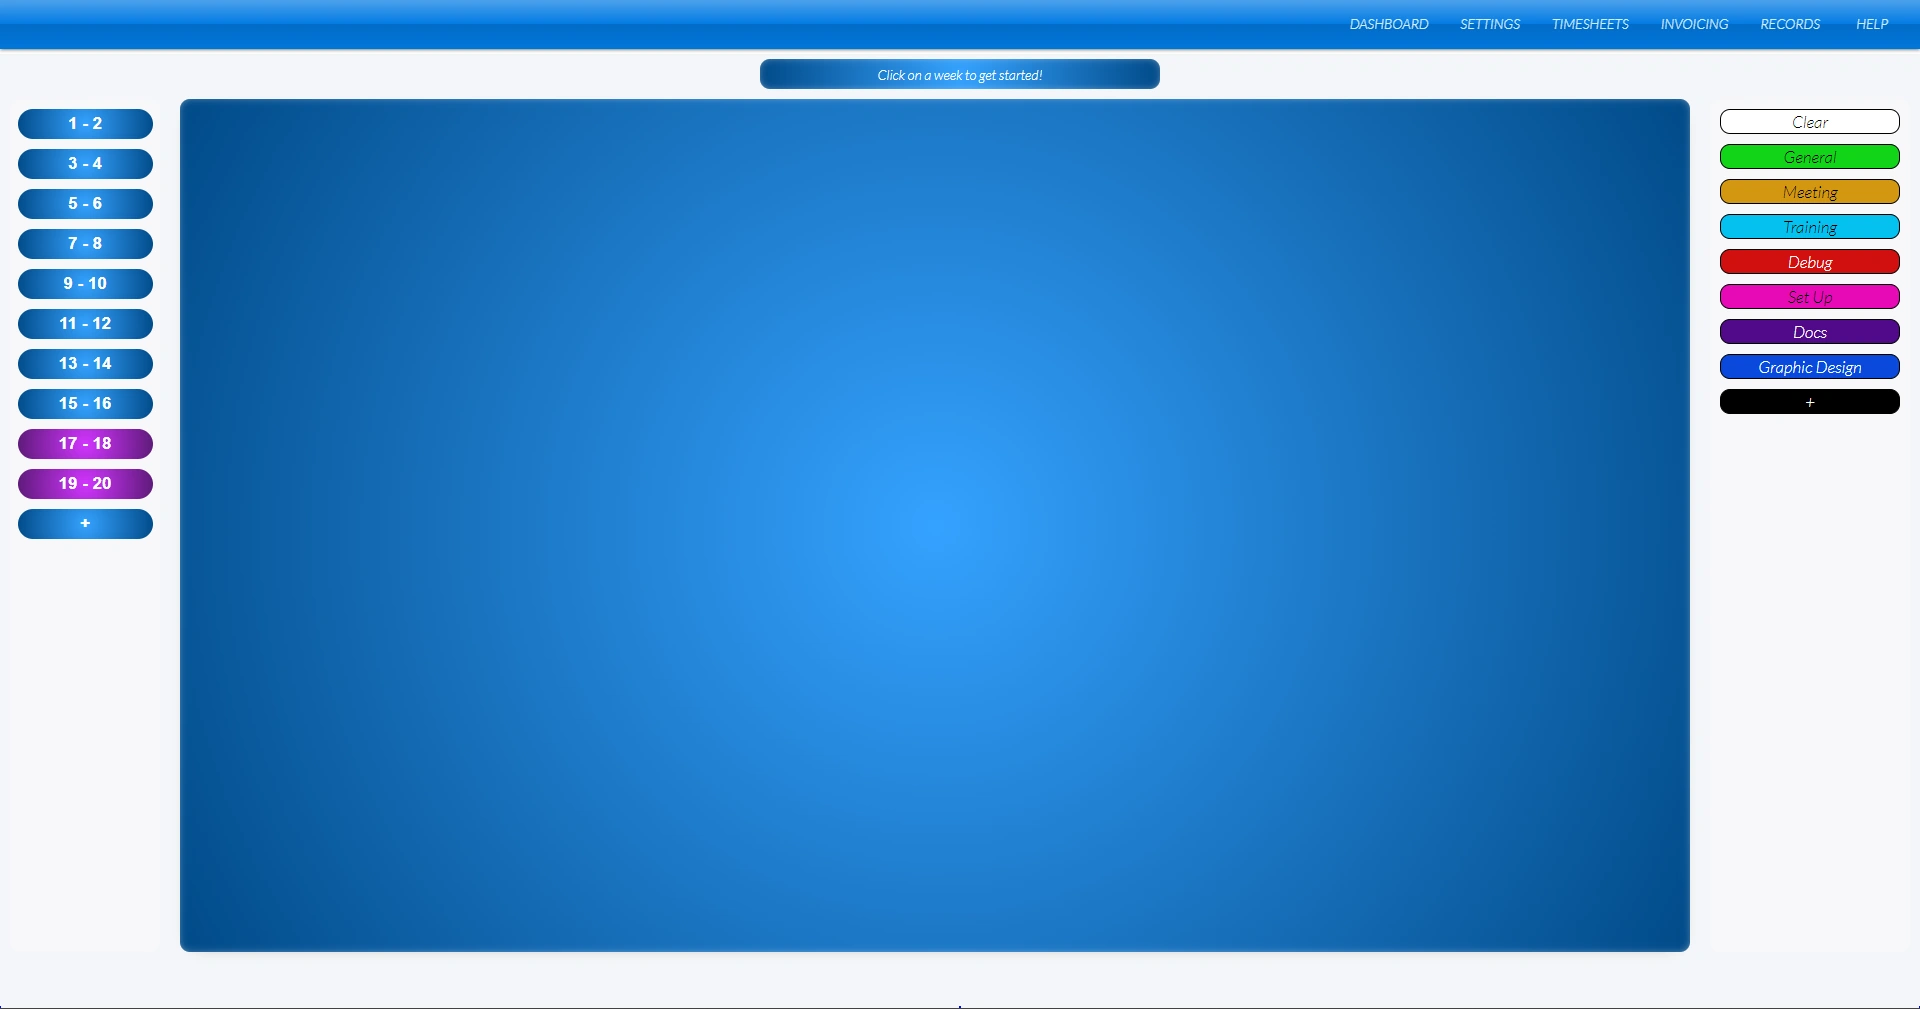 DASHBOARD SETTINGS TIMESHEETS INVOICING RECORDS HELP
Click on a week to get started!
1 - 2
3 - 4
5 - 6
7 - 8
9 - 10
11 - 12
13 - 14
15 - 16
17 - 18
19 - 20
+
Clear
General
Meeting
Training
Debug
Set Up
Docs
Graphic Design
+